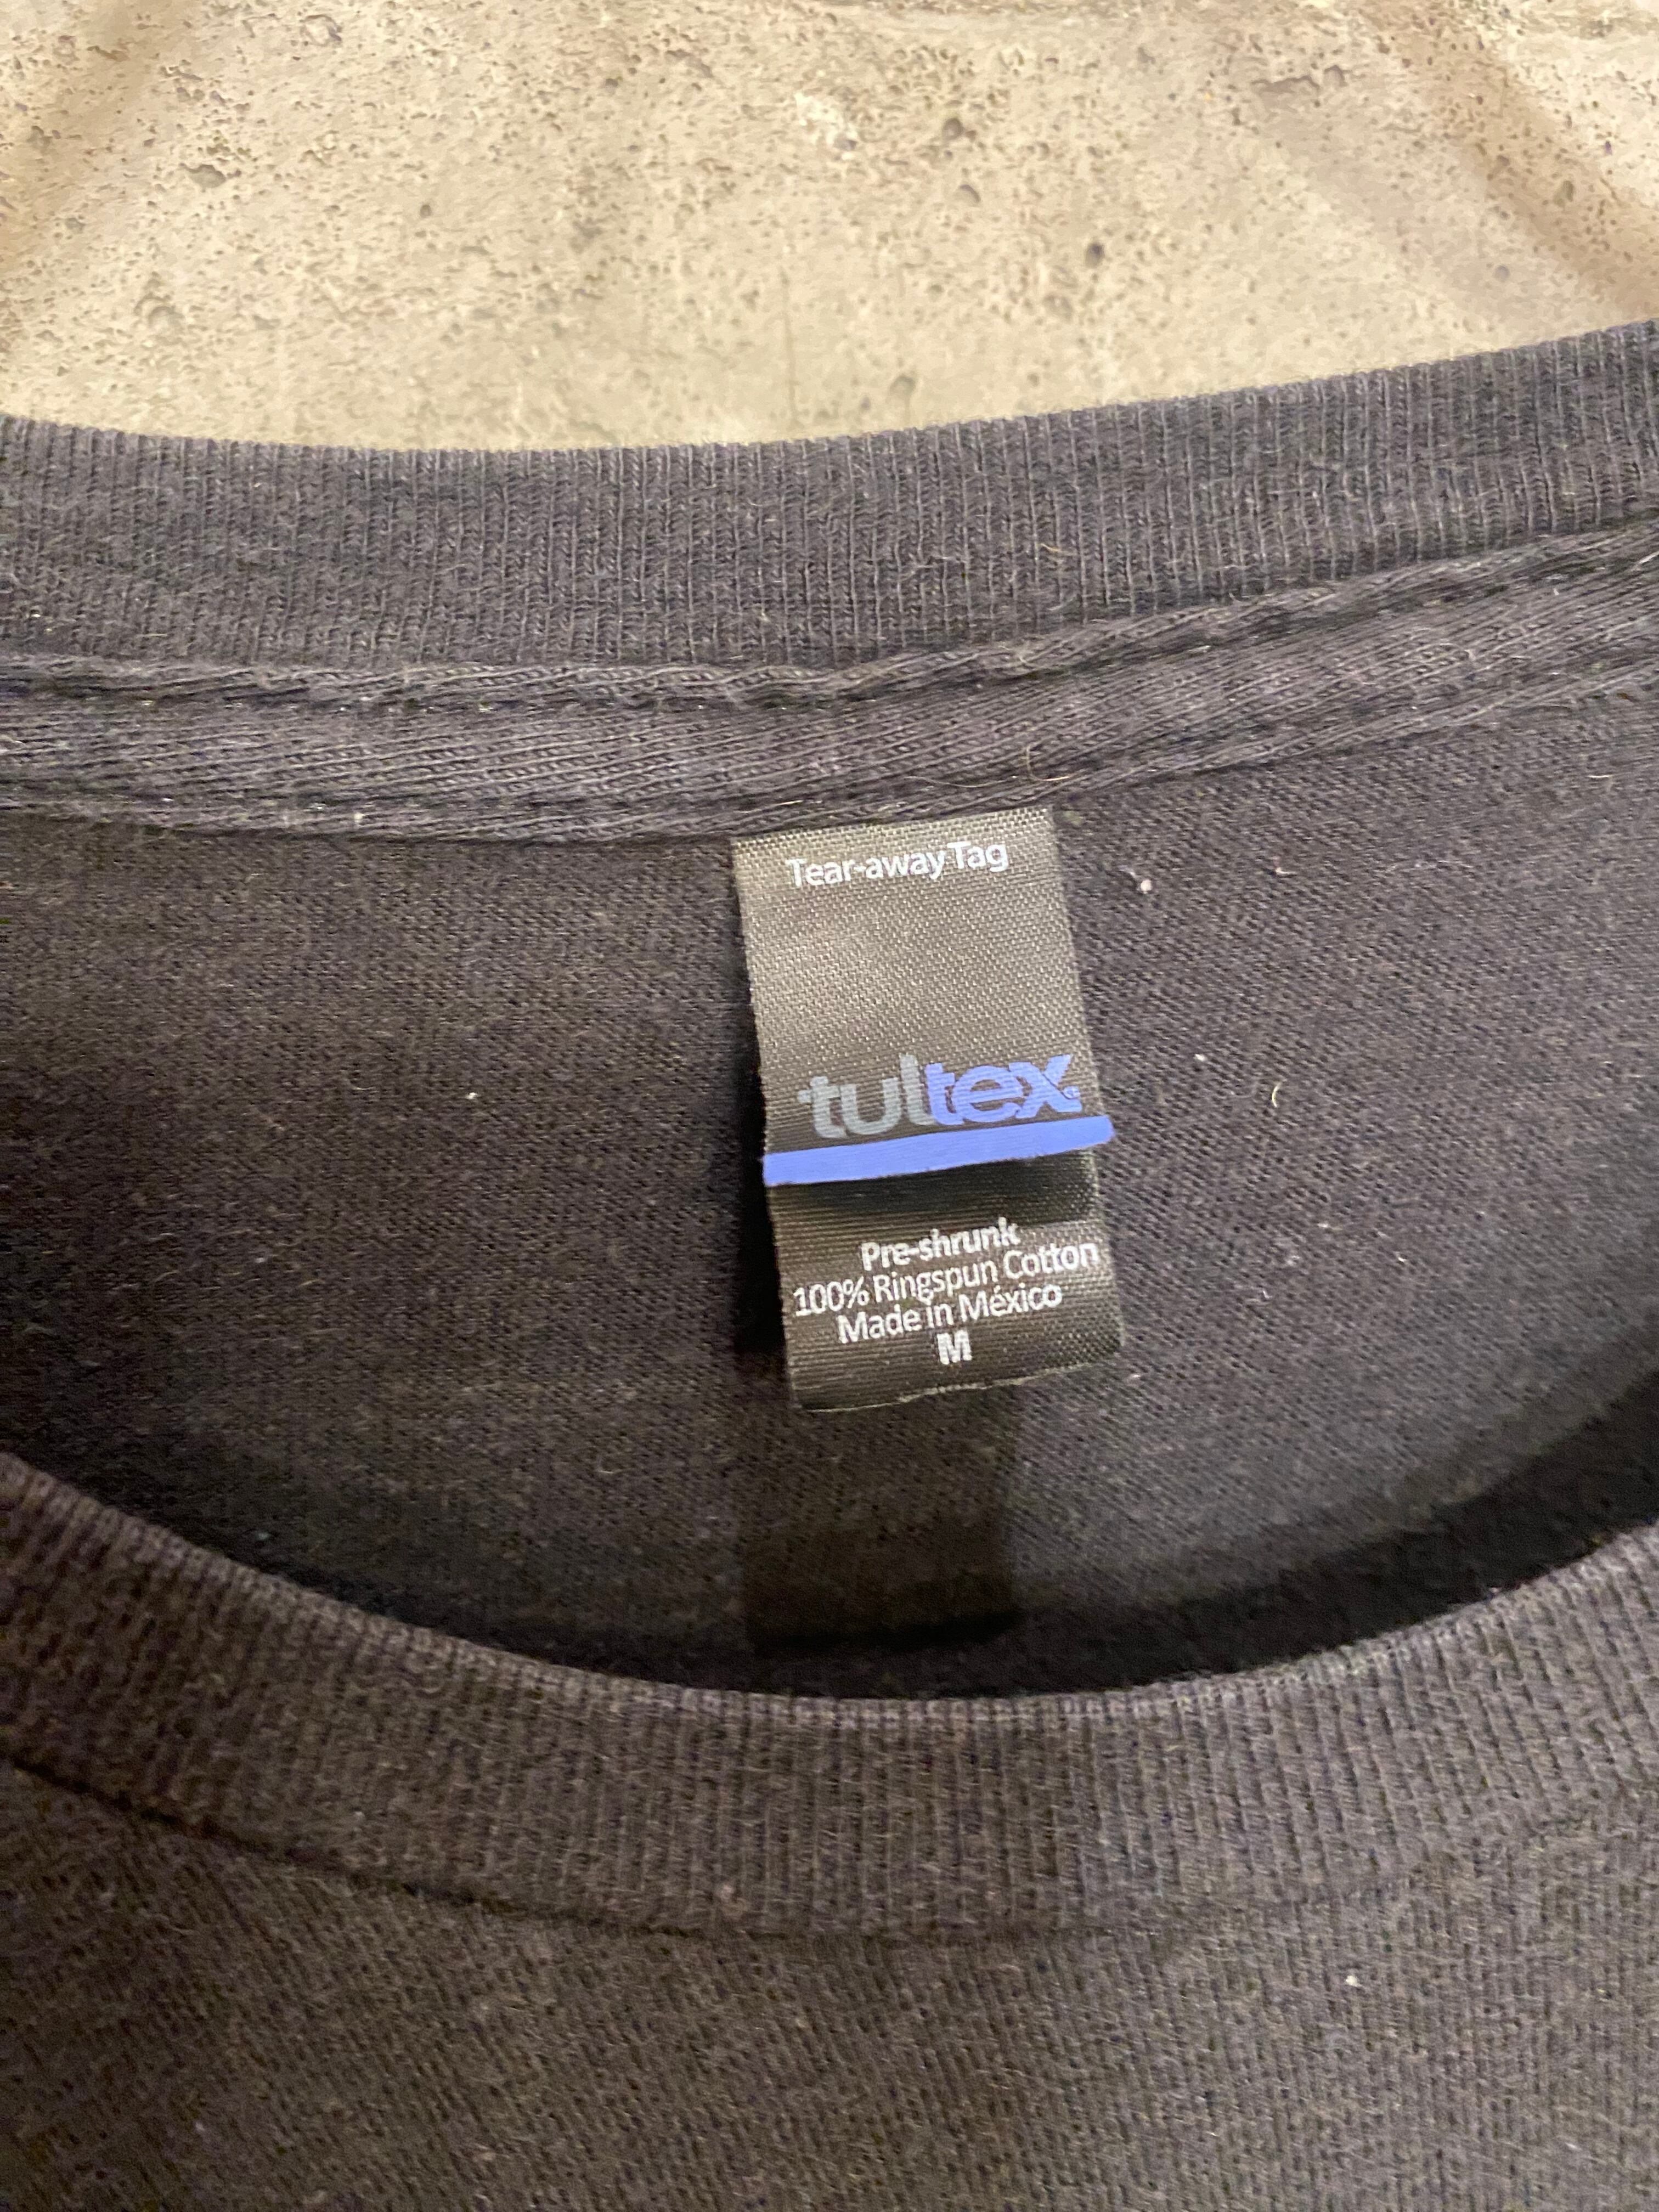 Tear-away Tag
tultex
Pre-shrunk
100% Ringspun Cotton
Made in México
M